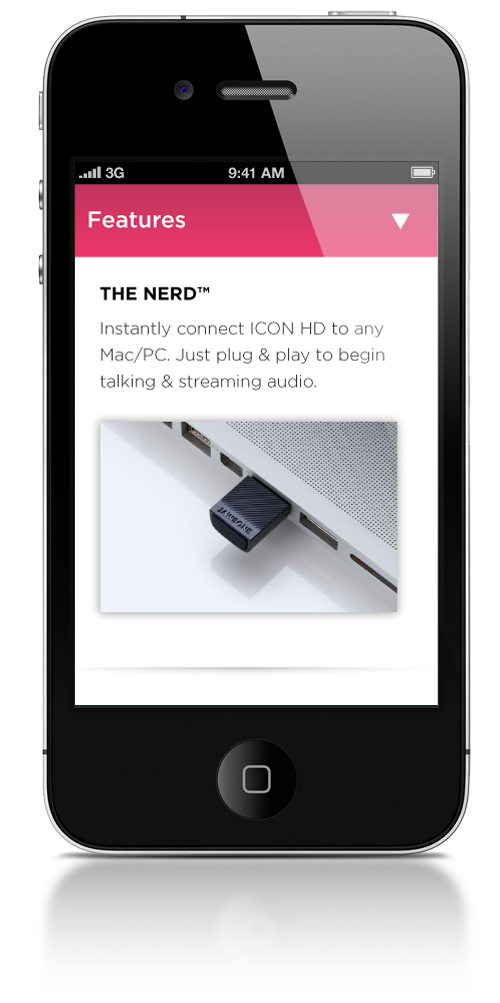 3G 9:41 AM
Features
THE NERD™
Instantly connect ICON HD to any
Mac/PC. Just plug & play to begin
talking & streaming audio.
JAWBONE